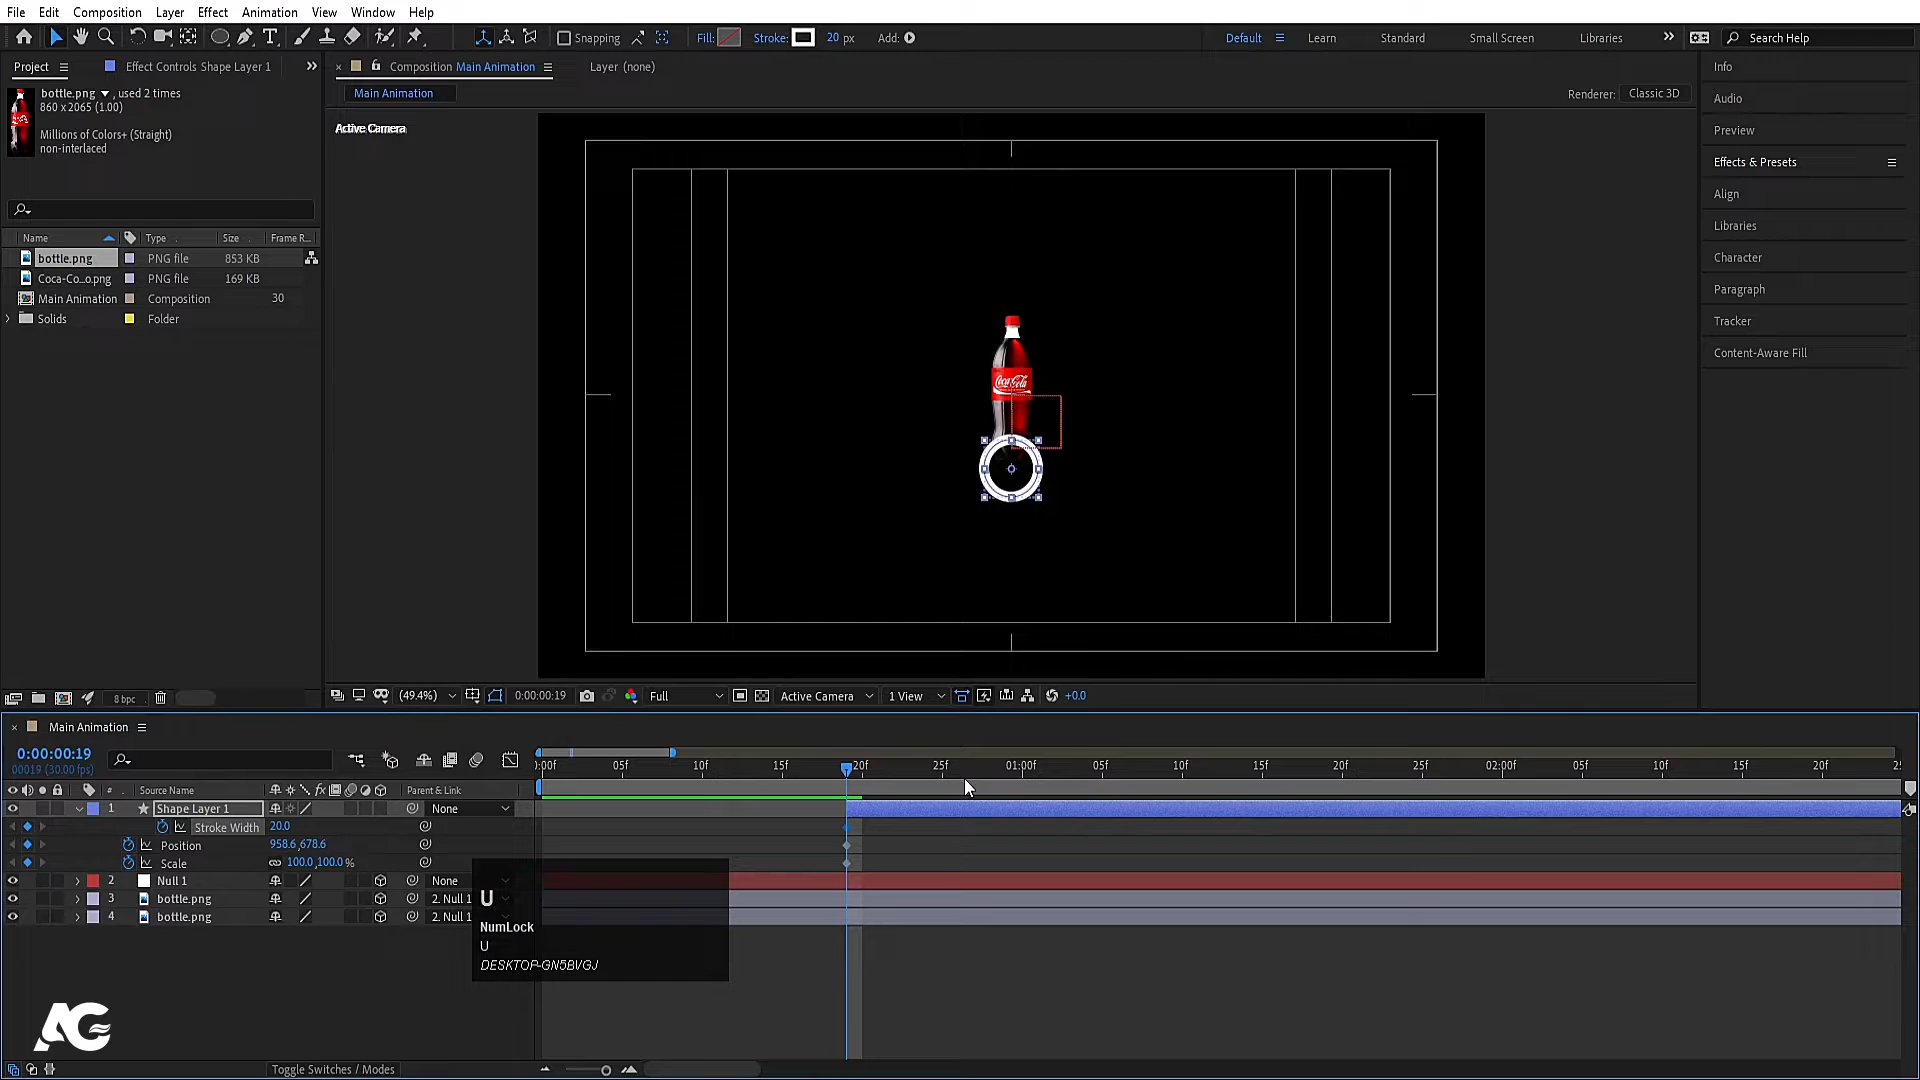 File Edit Composition Layer Effect Animation View Window Help
Snapping Fill: Stroke: 20 px Add: Default Learn Standard Small Screen Libraries Search Help
Project Effect Controls Shape Layer 1 Composition Main Animation Layer (none) Info
bottle.png , used 2 times
860 x 2065 (1.00)
Millions of Colors+ (Straight)
non-interlaced
Main Animation Renderer: Classic 3D
Active Camera
Audio
Preview
Effects & Presets
Align
Libraries
Character
Paragraph
Tracker
Content-Aware Fill
Name Type Size Frame R...
bottle.png PNG file 853 KB
Coca-Co...o.png PNG file 169 KB
Main Animation Composition 30
Solids Folder
Coca-Cola
8 bpc (49.4%) 0:00:00:19 Full Active Camera 1 View +0.0
Main Animation
0:00:00:19
00019 (30.00 fps)
):00f 05f 10f 15f 20f 25f 01:00f 05f 10f 15f 20f 25f 02:00f 05f 10f 15f 20f
# Source Name fx Parent & Link
1 Shape Layer 1 None
Stroke Width 20.0
Position 958.6,678.6
Scale 100.0,100.0%
2 Null 1 None
3 bottle.png 2. Null 1
4 bottle.png 2. Null 1
U
NumLock
U
DESKTOP-GN5BVGJ
AG
Toggle Switches / Modes